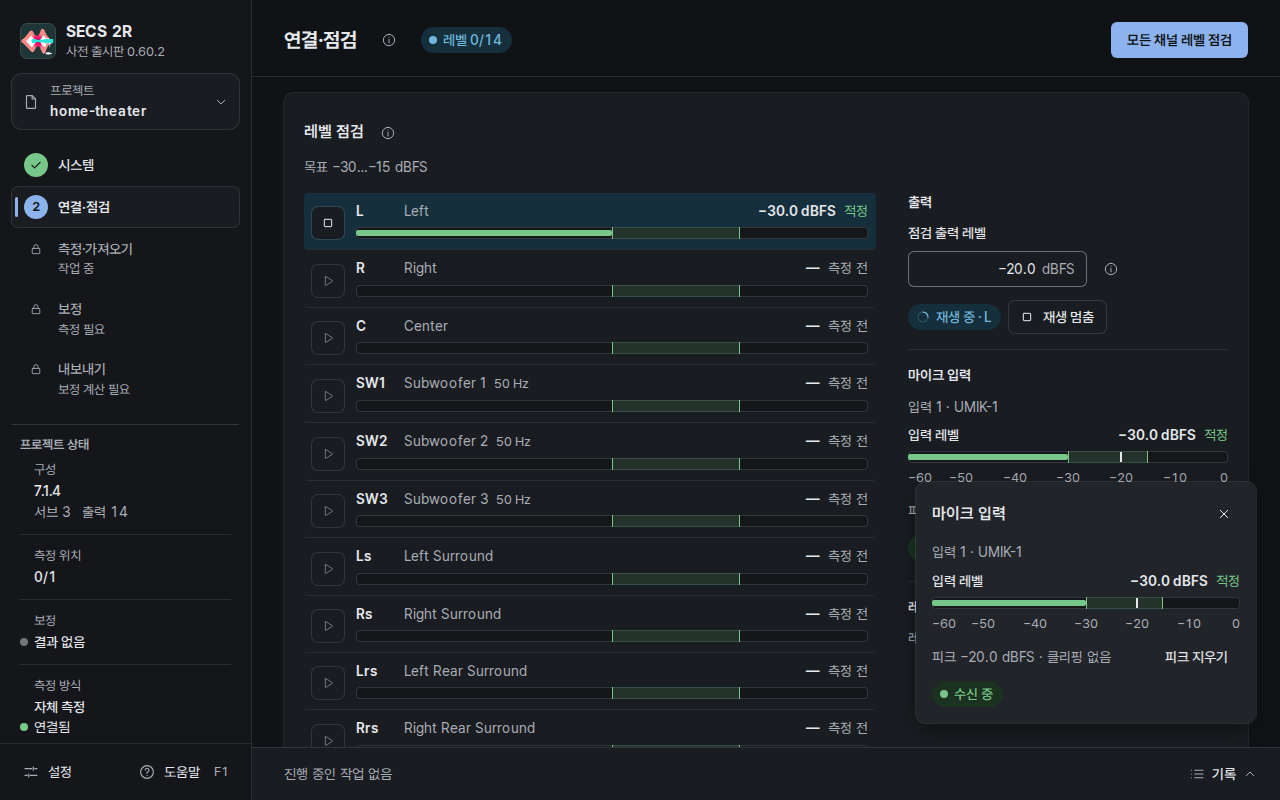 SECS 2R
사전 출시판 0.60.2
프로젝트
home-theater
시스템
2 연결·점검
측정·가져오기
작업 중
보정
측정 필요
내보내기
보정 계산 필요
프로젝트 상태
구성
7.1.4
서브 3 출력 14
측정 위치
0/1
보정
결과 없음
측정 방식
자체 측정
연결됨
설정 도움말 F1
연결·점검 레벨 0/14 모든 채널 레벨 점검
레벨 점검
목표 −30…−15 dBFS
L Left −30.0 dBFS 적정
R Right — 측정 전
C Center — 측정 전
SW1 Subwoofer 1 50 Hz — 측정 전
SW2 Subwoofer 2 50 Hz — 측정 전
SW3 Subwoofer 3 50 Hz — 측정 전
Ls Left Surround — 측정 전
Rs Right Surround — 측정 전
Lrs Left Rear Surround — 측정 전
Rrs Right Rear Surround — 측정 전
출력
점검 출력 레벨
−20.0 dBFS
재생 중 · L 재생 멈춤
마이크 입력
입력 1 · UMIK-1
입력 레벨 −30.0 dBFS 적정
−60 −50 −40 −30 −20 −10 0
마이크 입력
입력 1 · UMIK-1
입력 레벨 −30.0 dBFS 적정
−60 −50 −40 −30 −20 −10 0
피크 −20.0 dBFS · 클리핑 없음 피크 지우기
수신 중
진행 중인 작업 없음 기록